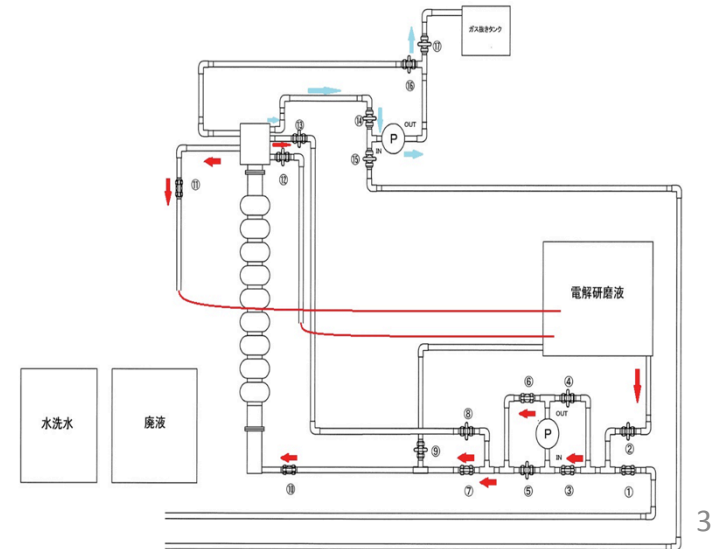 ガス抜きタンク
⑰
⑯
⑭
OUT
P
IN
⑬
⑮
⑫
⑪
電解研磨液
水洗水
廃液
⑥
④
OUT
P
IN
⑧
②
⑨
⑩
⑦
⑤
③
①
3